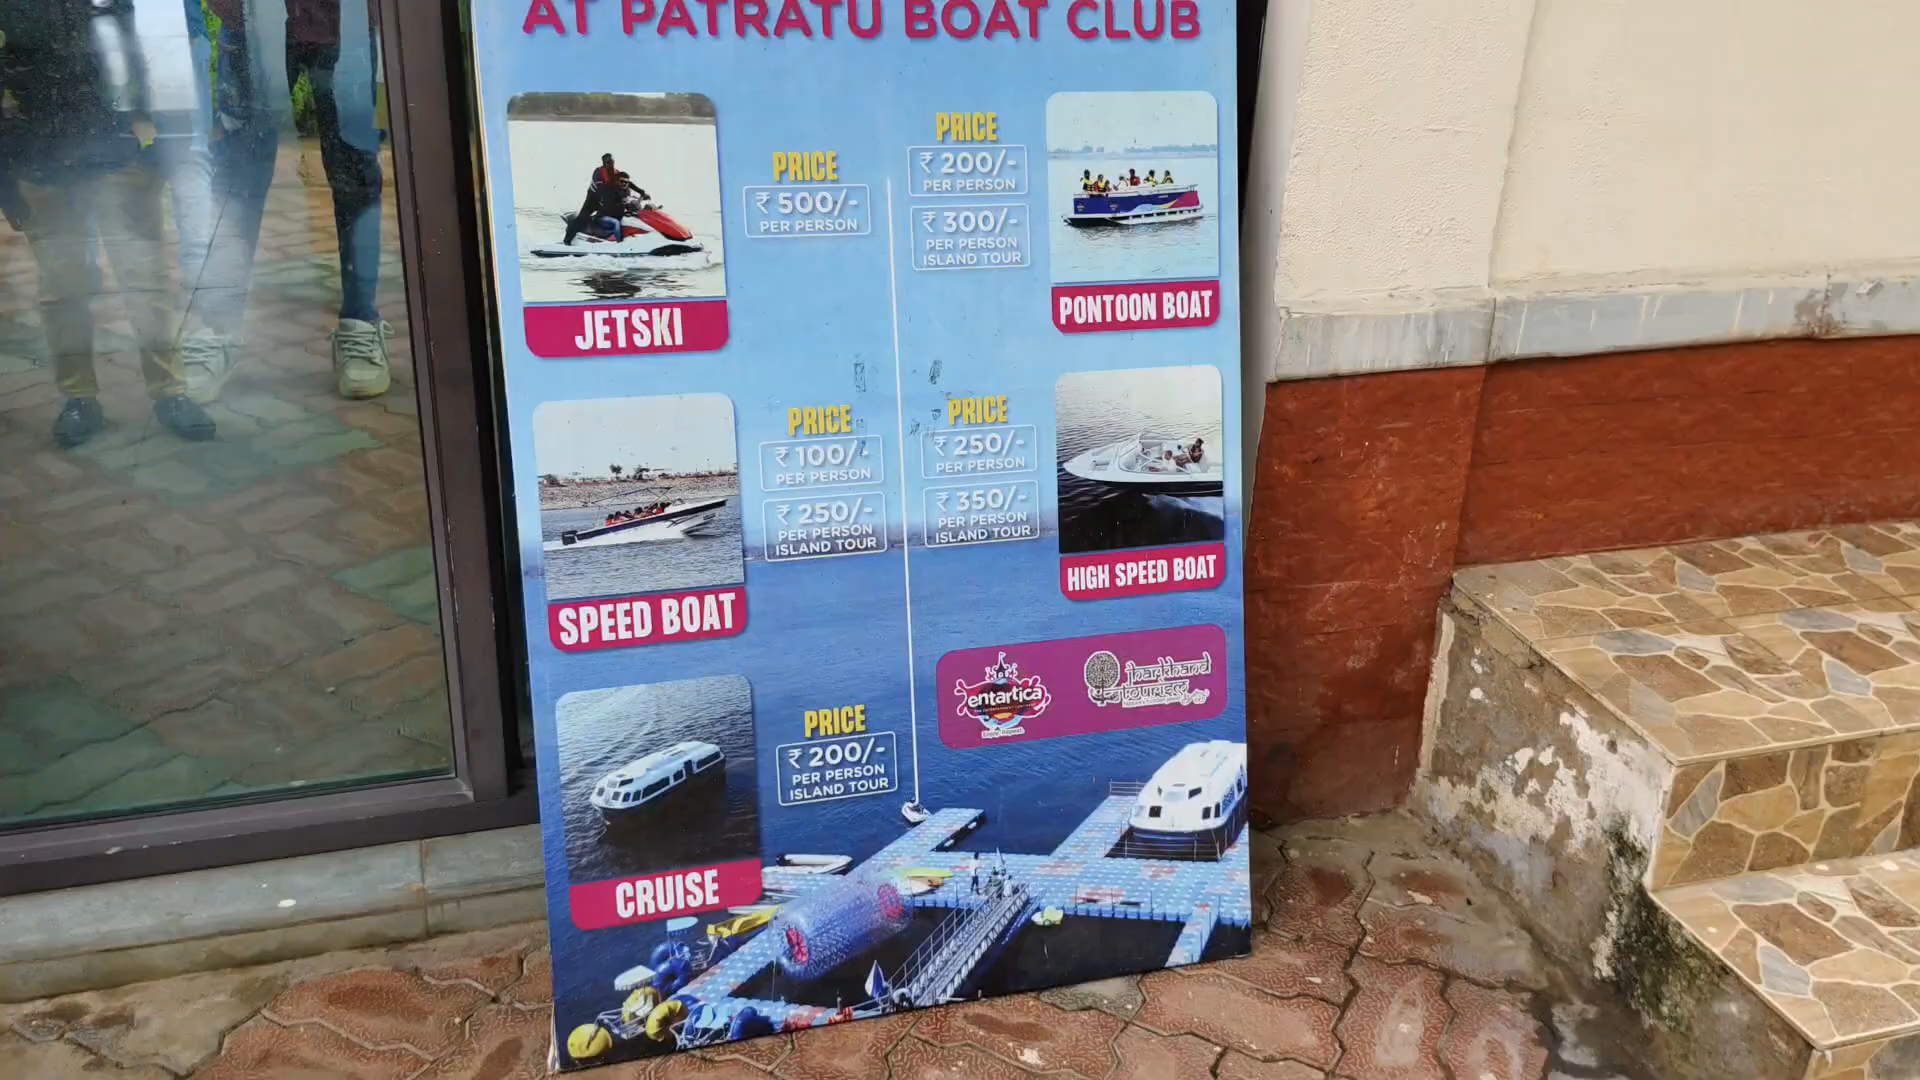 AT PATRATU BOAT CLUB
PRICE
₹ 500/-
PER PERSON
JETSKI
PRICE
₹ 200/-
PER PERSON
₹ 300/-
PER PERSON
ISLAND TOUR
PONTOON BOAT
PRICE
₹ 100/-
PER PERSON
₹ 250/-
PER PERSON
ISLAND TOUR
SPEED BOAT
PRICE
₹ 250/-
PER PERSON
₹ 350/-
PER PERSON
ISLAND TOUR
HIGH SPEED BOAT
PRICE
₹ 200/-
PER PERSON
ISLAND TOUR
CRUISE
entartica
Jharkhand
tourism